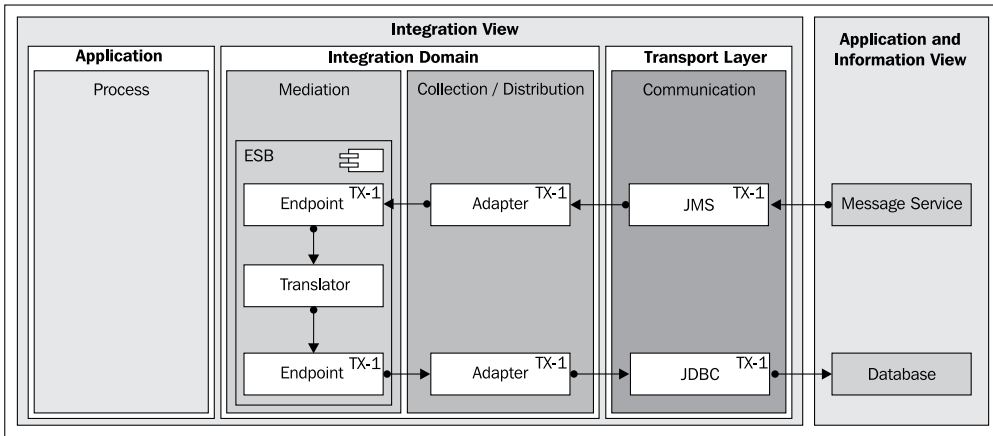 Integration View
Application and
Information View
Application
Integration Domain
Transport Layer
Process
Mediation
Collection / Distribution
Communication
ESB
Endpoint TX-1
Adapter TX-1
JMS TX-1
Message Service
Translator
Endpoint TX-1
Adapter TX-1
JDBC TX-1
Database